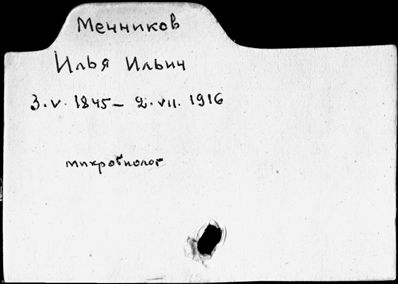 Мечников
Илья Ильич
3.V.1845 – 2.VII.1916
микробиолог